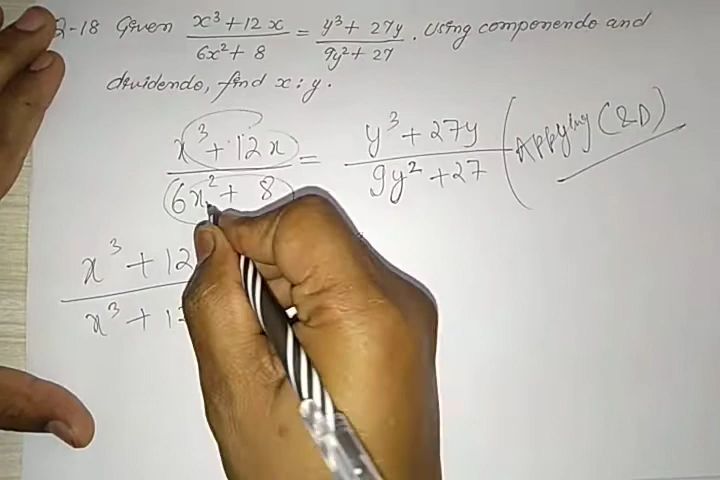 Q-18 Given x³+12x / 6x²+8 = y³+27y / 9y²+27 . Using componendo and
dividendo, find x:y.
x³+12x / 6x²+8 = y³+27y / 9y²+27 (Applying C&D)
x³+12
x³+1